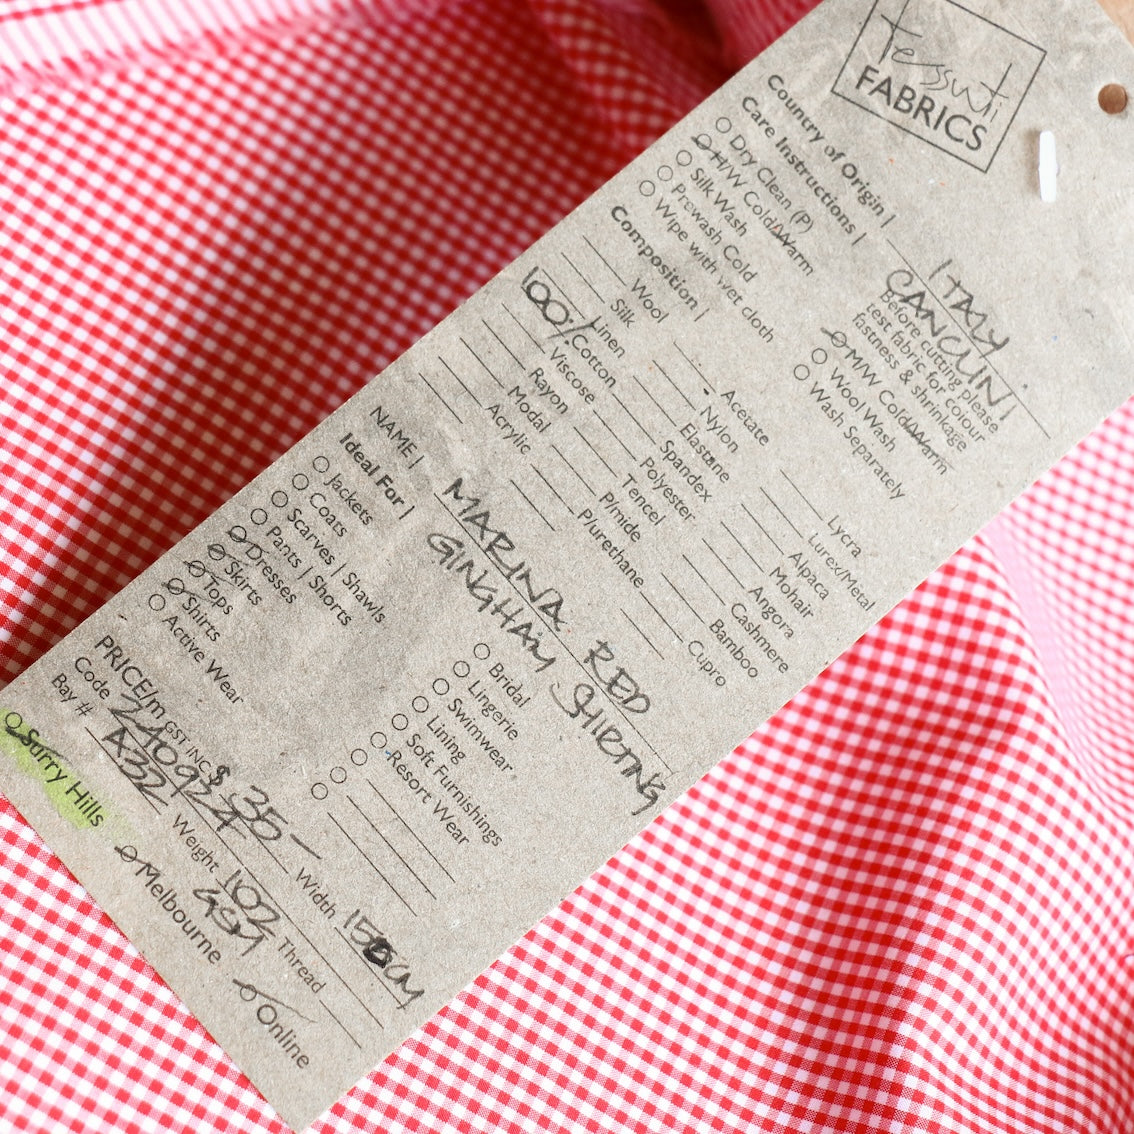 Tessuti
FABRICS
Country of Origin | ITALY
CANCLINI
Care Instructions |
Before cutting please
test fabric for colour
fastness & shrinkage
Dry Clean (P)
H/W Cold/Warm
Silk Wash
Prewash Cold
Wipe with wet cloth
M/W Cold/Warm
Wool Wash
Wash Separately
Composition |
Wool
Silk
Linen
100% Cotton
Viscose
Rayon
Modal
Acrylic
Acetate
Nylon
Elastane
Spandex
Polyester
Tencel
P/mide
P/urethane
Lycra
Lurex/Metal
Alpaca
Mohair
Angora
Cashmere
Bamboo
Cupro
NAME | MARINA RED
GINGHAM SHIRTING
Ideal For |
Jackets
Coats
Scarves | Shawls
Pants | Shorts
Dresses
Skirts
Tops
Shirts
Active Wear
Bridal
Lingerie
Swimwear
Lining
Soft Furnishings
Resort Wear
PRICE/m GST INC $ 35-
Code
Width
Bay # A332
Weight 102
GSM
Thread
Surry Hills
Melbourne
Online